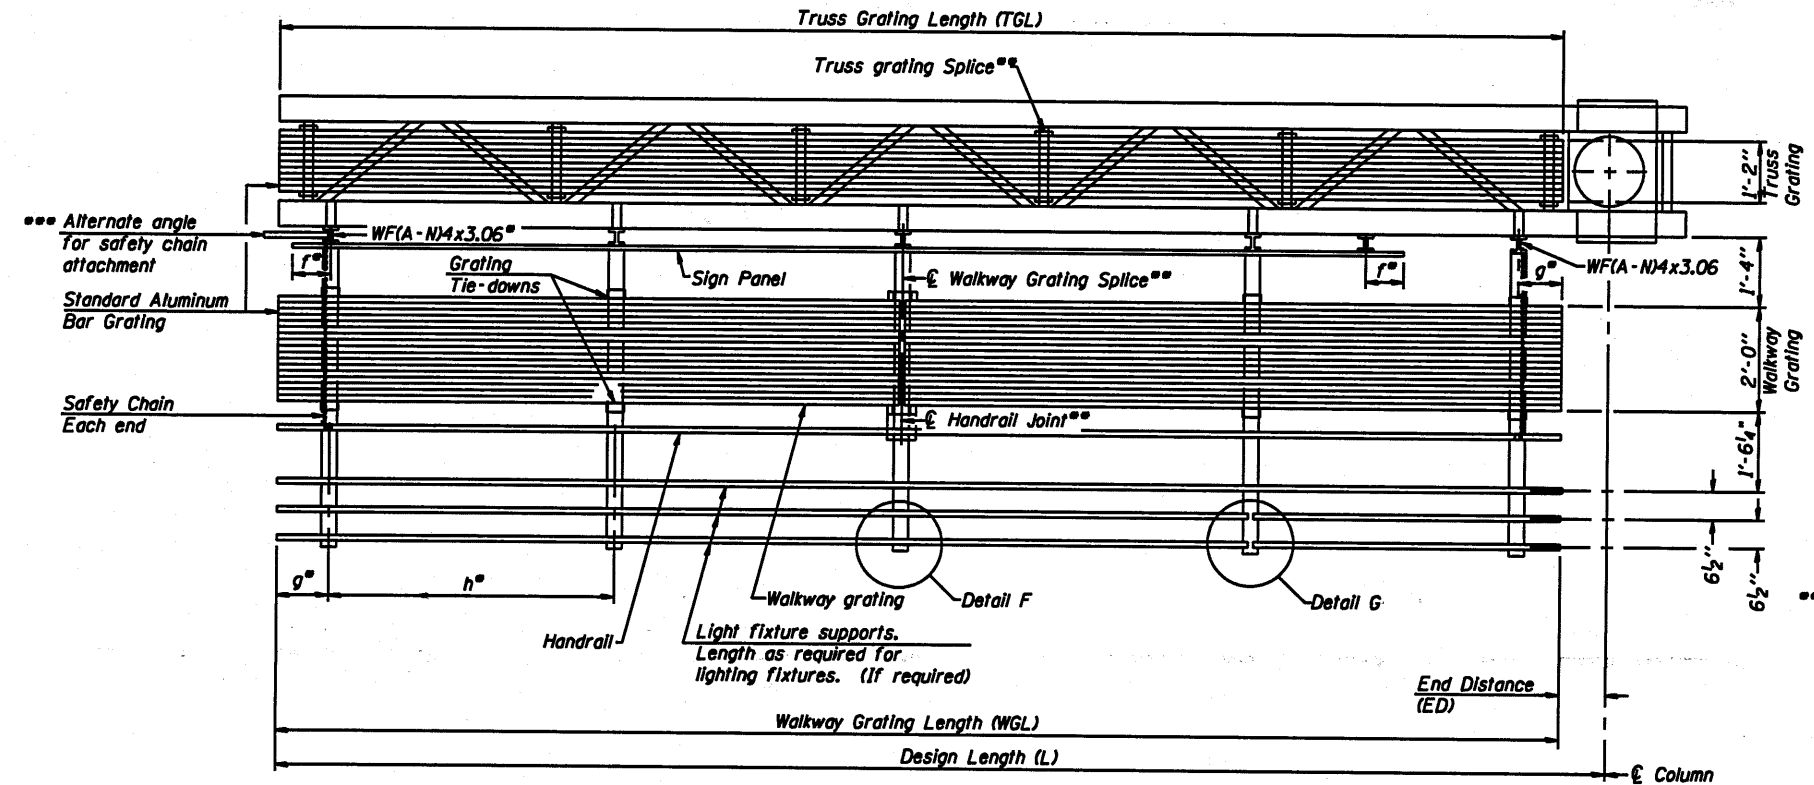 Truss Grating Length (TGL)
Truss grating Splice**
1'-2"
Truss
Grating
*** Alternate angle
for safety chain
attachment
WF(A-N)4x3.06*
f*
Grating
Tie-downs
Sign Panel
℄ Walkway Grating Splice**
f*
g*
WF(A-N)4x3.06
1'-4"
Standard Aluminum
Bar Grating
2'-0"
Walkway
Grating
Safety Chain
Each end
℄ Handrail Joint**
1'-6¼"
6½"
6½"
g*
h*
Walkway grating
Detail F
Detail G
Handrail
Light fixture supports.
Length as required for
lighting fixtures. (If required)
End Distance
(ED)
Walkway Grating Length (WGL)
Design Length (L)
℄ Column